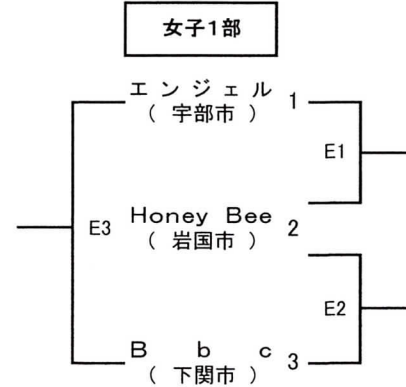 女子1部
エンジェル 1
( 宇部市 )
E1
Honey Bee 2
E3
( 岩国市 )
E2
B b c 3
( 下関市 )